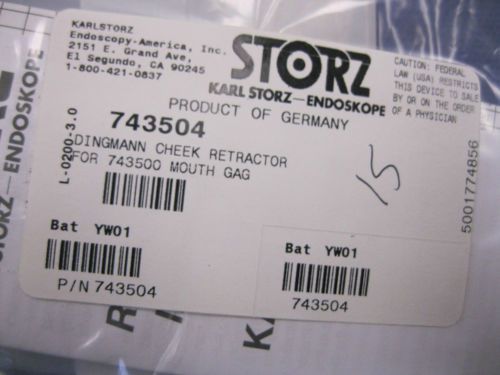 KARLSTORZ
Endoscopy-America, Inc.
2151 E. Grand Ave,
El Segundo, CA 90245
1-800-421-0837
STORZ
KARL STORZ-ENDOSKOPE
CAUTION: FEDERAL
LAW (USA) RESTRICTS
THIS DEVICE TO SALE
BY OR ON THE ORDER
OF A PHYSICIAN
PRODUCT OF GERMANY
743504
DINGMANN CHEEK RETRACTOR
FOR 743500 MOUTH GAG
L-0200-3.0
15
5001774856
Bat YW01
P/N 743504
Bat YW01
743504
STORZ-ENDOSKOPE
KA